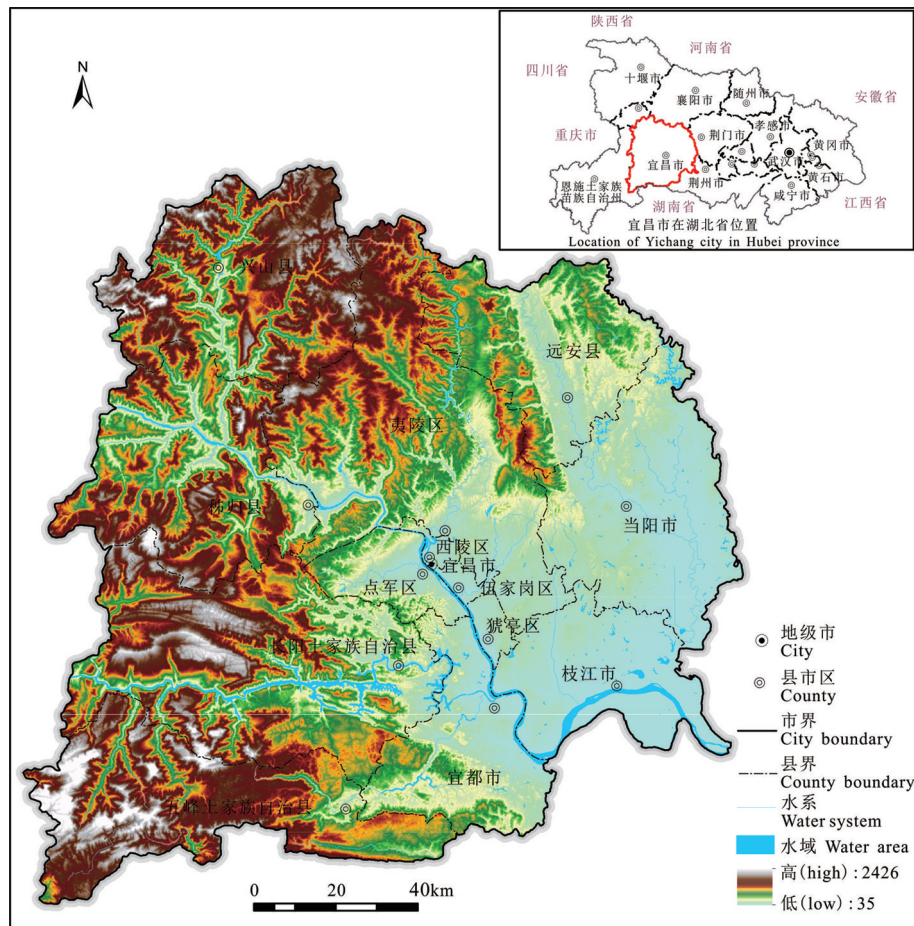 陕西省
河南省
四川省
十堰市
襄阳市
随州市
安徽省
重庆市
孝感市
荆门市
黄冈市
宜昌市
武汉市
恩施土家族
苗族自治州
荆州市
黄石市
咸宁市
湖南省
江西省
宜昌市在湖北省位置
Location of Yichang city in Hubei province
N
兴山县
远安县
夷陵区
秭归县
当阳市
西陵区
宜昌市
点军区
伍家岗区
猇亭区
长阳土家族自治县
枝江市
宜都市
五峰土家族自治县
地级市
City
县市区
County
市界
City boundary
县界
County boundary
水系
Water system
水域 Water area
高(high) : 2426
低(low) : 35
0 20 40km